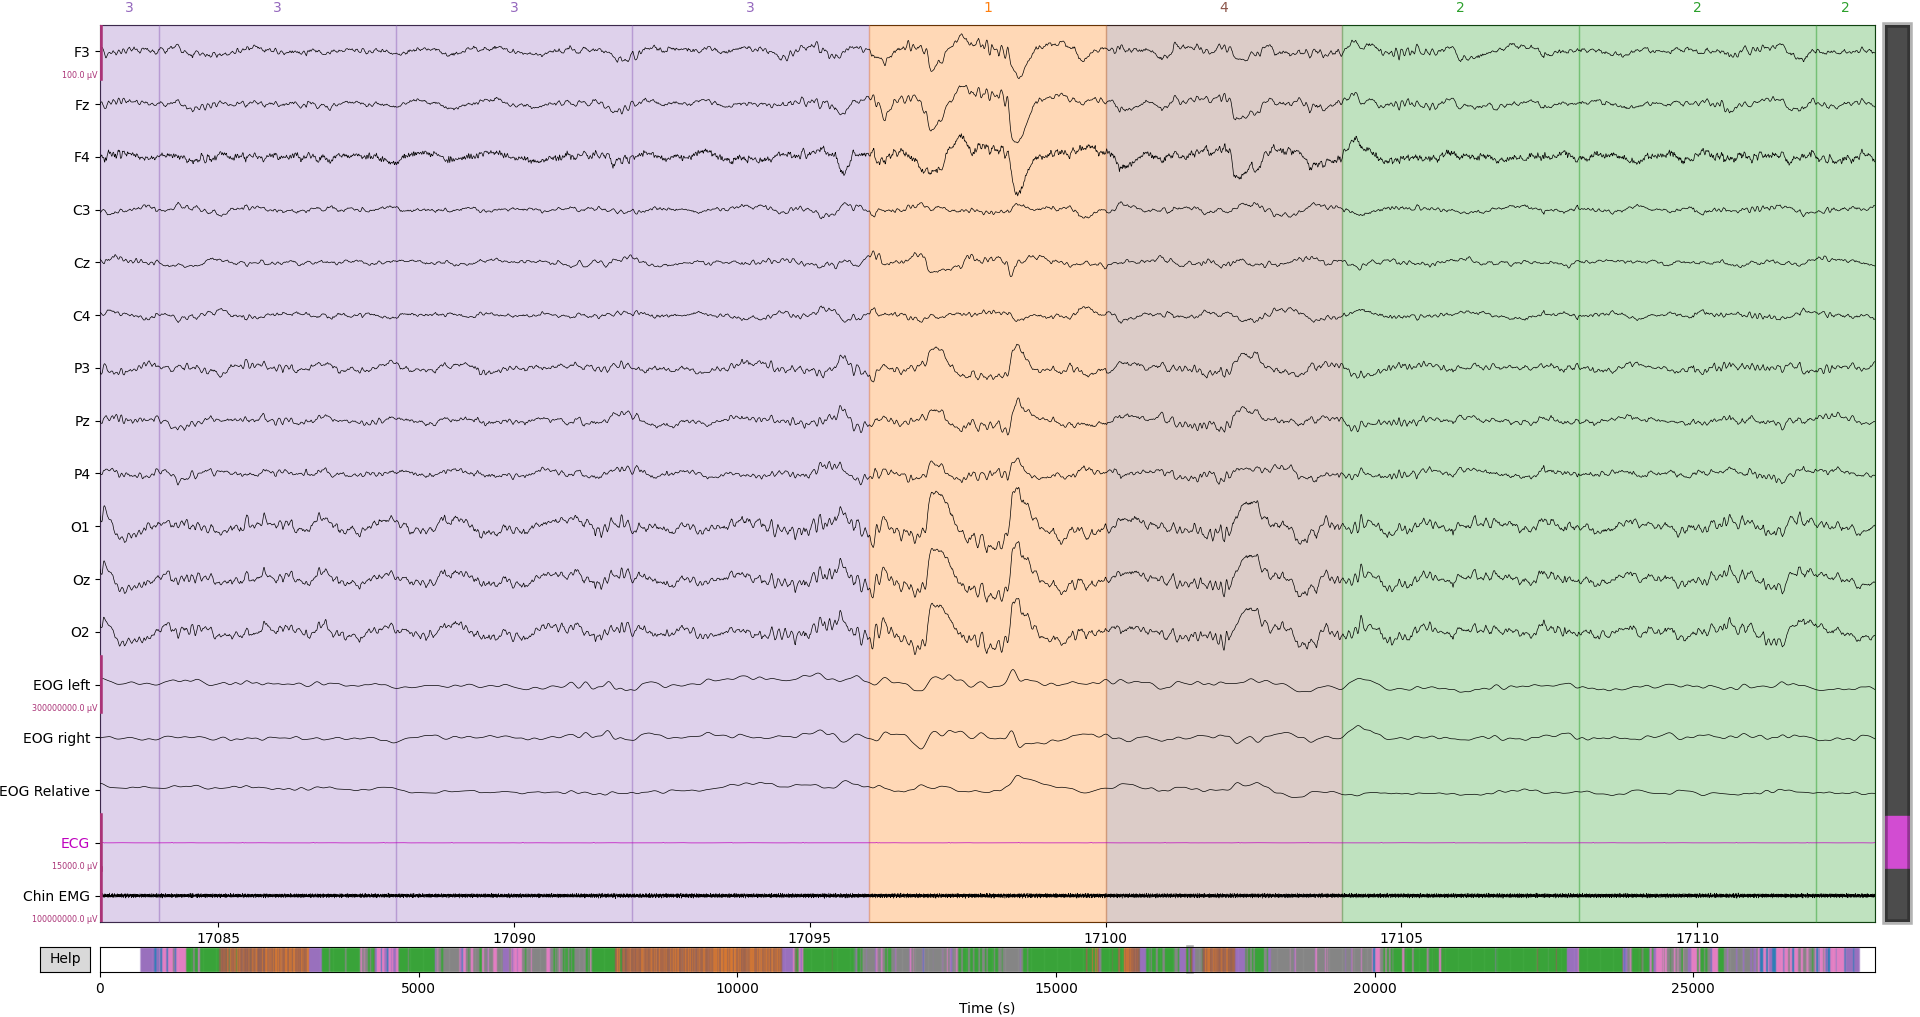 3 3 3 3 1 4 2 2 2
F3
100.0 µV
Fz
F4
C3
Cz
C4
P3
Pz
P4
O1
Oz
O2
EOG left
300000000.0 µV
EOG right
EOG Relative
ECG
15000.0 µV
Chin EMG
100000000.0 µV
17085 17090 17095 17100 17105 17110
Help
0 5000 10000 15000 20000 25000
Time (s)